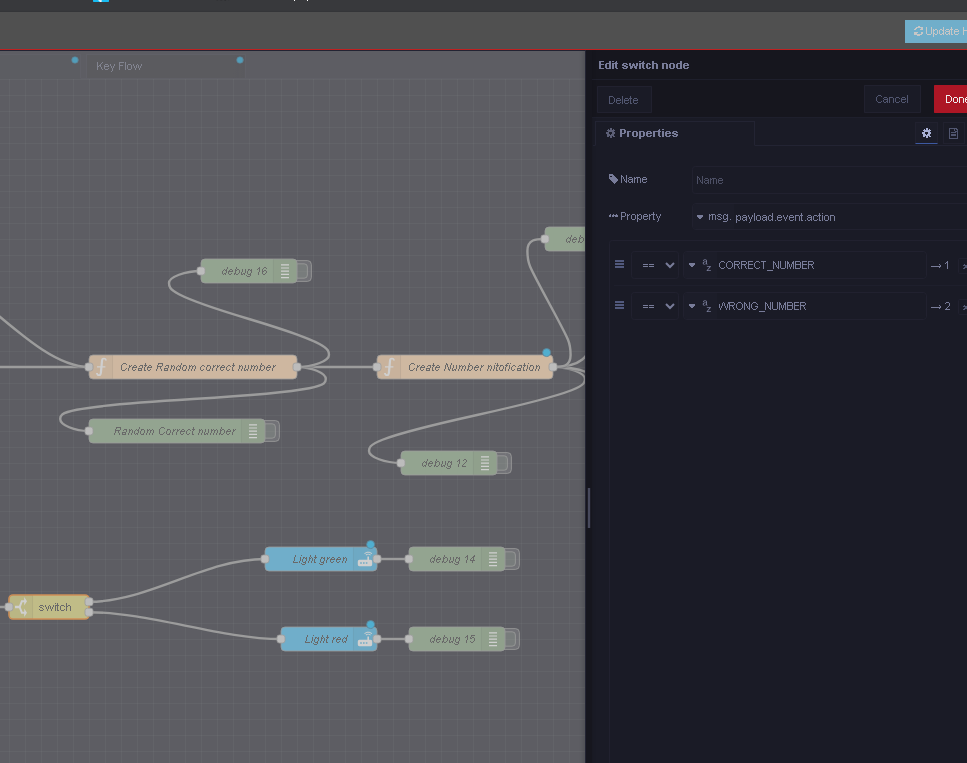 Update
Key Flow
Edit switch node
Delete
Cancel
Done
Properties
Name
Name
Property
msg. payload.event.action
== CORRECT_NUMBER → 1
== WRONG_NUMBER → 2
deb
debug 16
Create Random correct number
Create Number nitofication
Random Correct number
debug 12
Light green
debug 14
switch
Light red
debug 15